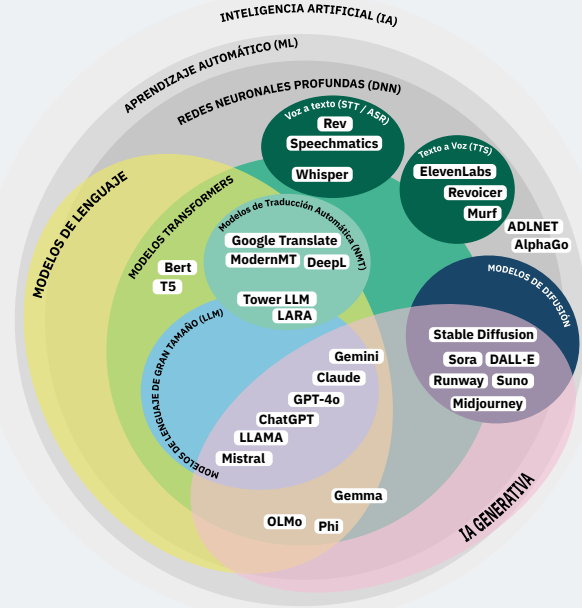 INTELIGENCIA ARTIFICIAL (IA)
APRENDIZAJE AUTOMÁTICO (ML)
REDES NEURONALES PROFUNDAS (DNN)
Voz a texto (STT / ASR)
Rev
Speechmatics
Whisper
Texto a Voz (TTS)
ElevenLabs
Revoicer
Murf
ADLNET
AlphaGo
MODELOS DE LENGUAJE
MODELOS TRANSFORMERS
Bert
T5
Modelos de Traducción Automática (NMT)
Google Translate
ModernMT
DeepL
Tower LLM
LARA
MODELOS DE DIFUSIÓN
Stable Diffusion
Sora
DALL·E
Runway
Suno
Midjourney
MODELOS DE LENGUAJE DE GRAN TAMAÑO (LLM)
Gemini
Claude
GPT-4o
ChatGPT
LLAMA
Mistral
Gemma
OLMo
Phi
IA GENERATIVA